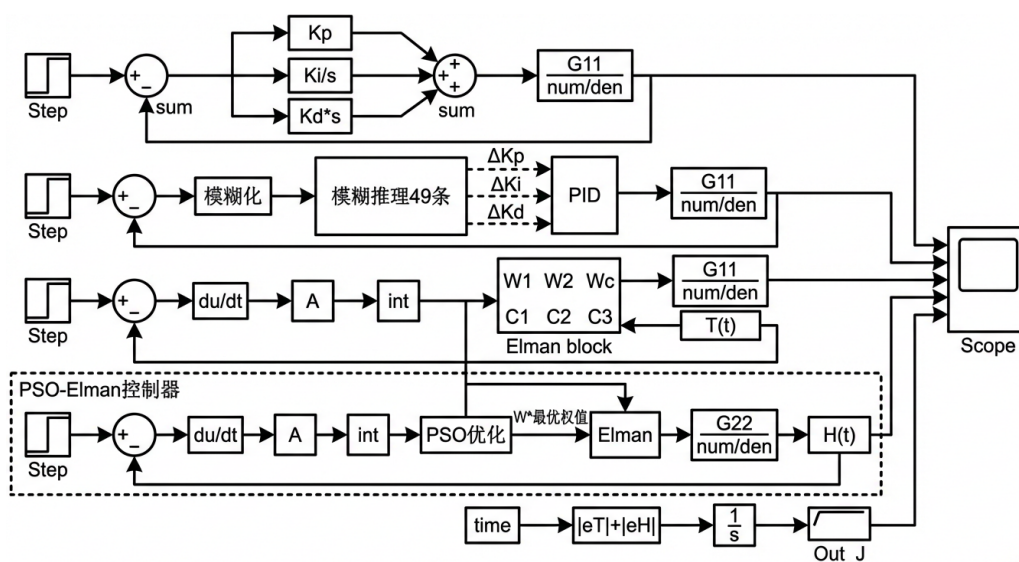 Kp
Step
+
−
sum
Ki/s
+
+
+
sum
G11
num/den
Kd*s
Step
+
−
模糊化
模糊推理49条
ΔKp
ΔKi
ΔKd
PID
G11
num/den
Step
+
−
du/dt
A
int
W1 W2 Wc
C1 C2 C3
Elman block
G11
num/den
T(t)
Scope
PSO-Elman控制器
Step
+
−
du/dt
A
int
PSO优化
W*最优权值
Elman
G22
num/den
H(t)
time
|eT|+|eH|
1
s
Out_J